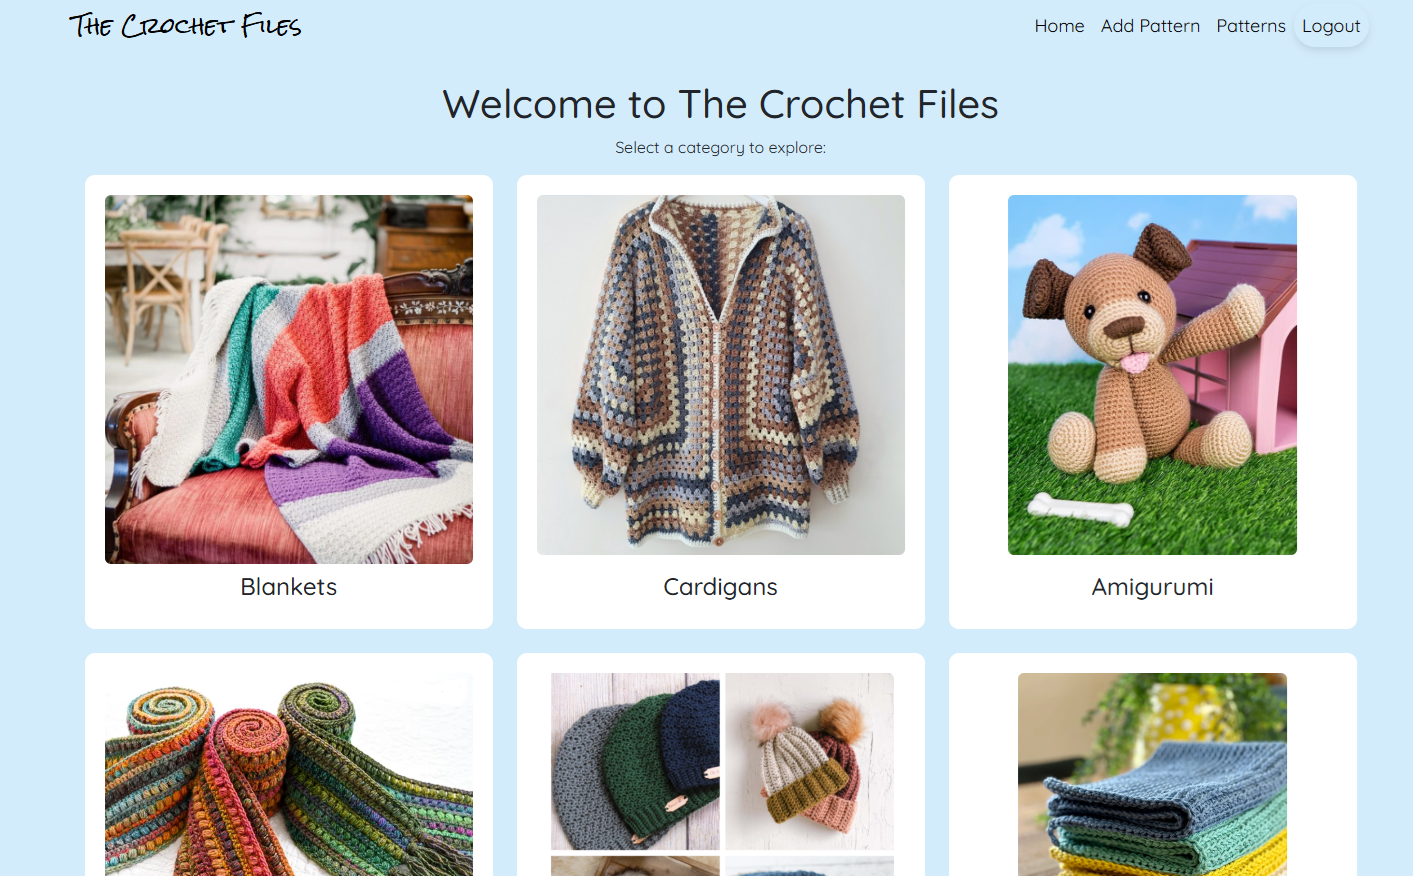 The Crochet Files
Home Add Pattern Patterns Logout
Welcome to The Crochet Files
Select a category to explore:
Blankets
Cardigans
Amigurumi